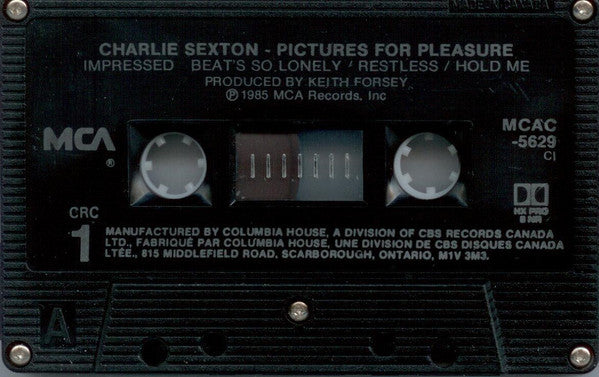 MADE IN CANADA
CHARLIE SEXTON - PICTURES FOR PLEASURE
IMPRESSED BEAT'S SO LONELY / RESTLESS / HOLD ME
PRODUCED BY KEITH FORSEY
℗ 1985 MCA Records, Inc
MCA®
MCAC
-5629
CI
CRC
1
HX PRO
B NR
MANUFACTURED BY COLUMBIA HOUSE, A DIVISION OF CBS RECORDS CANADA
LTD., FABRIQUÉ PAR COLUMBIA HOUSE, UNE DIVISION DE CBS DISQUES CANADA
LTÉE., 815 MIDDLEFIELD ROAD, SCARBOROUGH, ONTARIO, M1V 3M3.
A